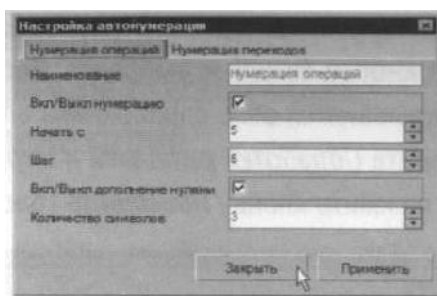 Настройка автонумерации
Нумерация операций Нумерация переходов
Наименование Нумерация операций
Вкл/Выкл нумерацию
Начать с 5
Шаг 5
Вкл/Выкл дополнение нулями
Количество символов 3
Закрыть Применить